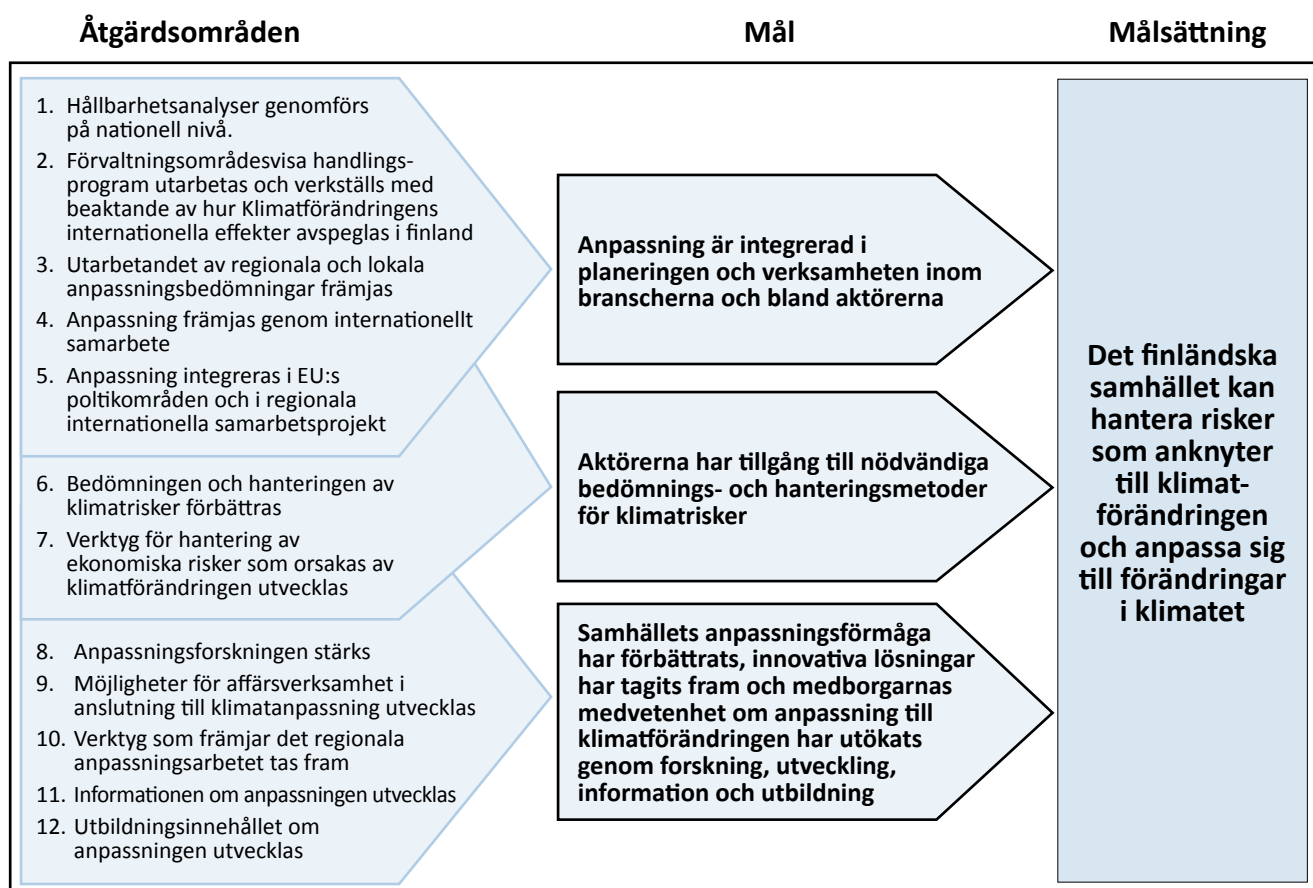 Åtgärdsområden
Mål
Målsättning
1. Hållbarhetsanalyser genomförs
på nationell nivå.
2. Förvaltningsområdesvisa handlings-
program utarbetas och verkställs med
beaktande av hur Klimatförändringens
internationella effekter avspeglas i finland
3. Utarbetandet av regionala och lokala
anpassningsbedömningar främjas
4. Anpassning främjas genom internationellt
samarbete
5. Anpassning integreras i EU:s
poltikområden och i regionala
internationella samarbetsprojekt
6. Bedömningen och hanteringen av
klimatrisker förbättras
7. Verktyg för hantering av
ekonomiska risker som orsakas av
klimatförändringen utvecklas
8. Anpassningsforskningen stärks
9. Möjligheter för affärsverksamhet i
anslutning till klimatanpassning utvecklas
10. Verktyg som främjar det regionala
anpassningsarbetet tas fram
11. Informationen om anpassningen utvecklas
12. Utbildningsinnehållet om
anpassningen utvecklas
Anpassning är integrerad i
planeringen och verksamheten inom
branscherna och bland aktörerna
Aktörerna har tillgång till nödvändiga
bedömnings- och hanteringsmetoder
för klimatrisker
Samhällets anpassningsförmåga
har förbättrats, innovativa lösningar
har tagits fram och medborgarnas
medvetenhet om anpassning till
klimatförändringen har utökats
genom forskning, utveckling,
information och utbildning
Det finländska
samhället kan
hantera risker
som anknyter
till klimat-
förändringen
och anpassa sig
till förändringar
i klimatet